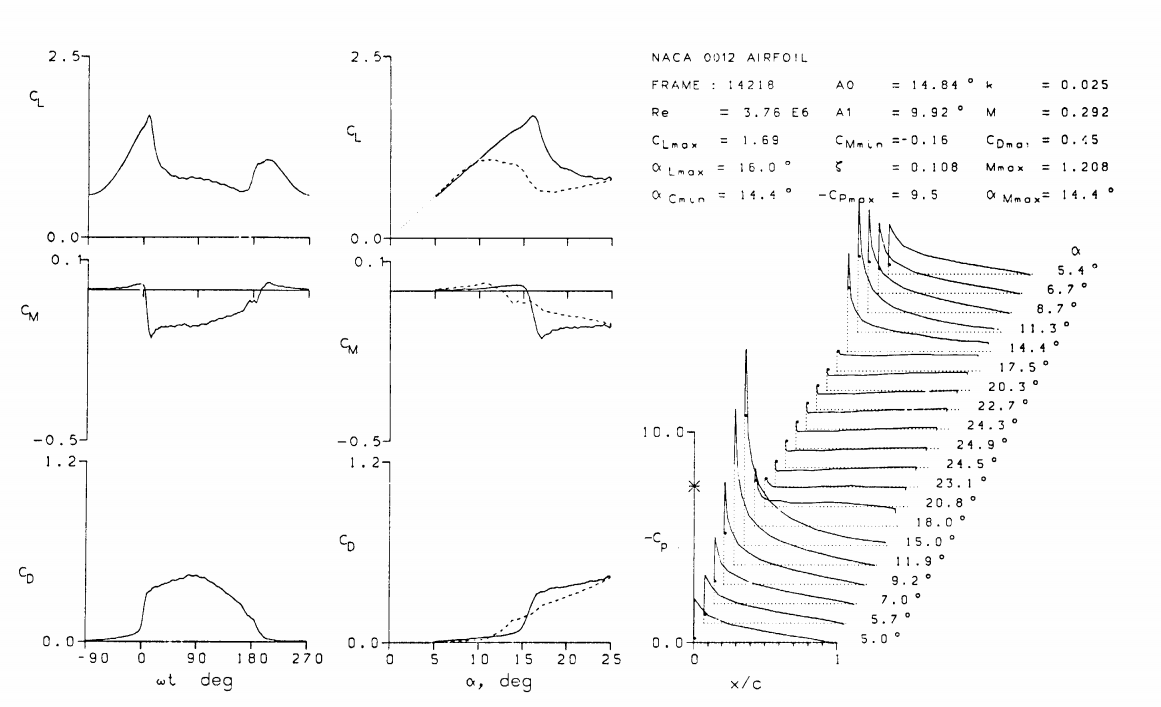 NACA 0012 AIRFOIL
FRAME : 14218 A0 = 14.84 ° k = 0.025
Re = 3.76 E6 A1 = 9.92 ° M = 0.292
CLmax = 1.69 CMmin =-0.16 CDmax = 0.45
αLmax = 16.0 ° ζ = 0.108 Mmax = 1.208
αCmin = 14.4 ° -CPmax = 9.5 αMmax= 14.4 °
2.5
CL
0.0
0.1
CM
-0.5
1.2
CD
0.0
-90 0 90 180 270
ωt deg
2.5
CL
0.0
0.1
CM
-0.5
1.2
CD
0.0
0 5 10 15 20 25
α, deg
α
5.4 °
6.7 °
8.7 °
11.3 °
14.4 °
17.5 °
20.3 °
22.7 °
24.3 °
24.9 °
24.5 °
23.1 °
20.8 °
18.0 °
15.0 °
11.9 °
9.2 °
7.0 °
5.7 °
5.0 °
10.0
-Cp
0.0
0 1
x/c